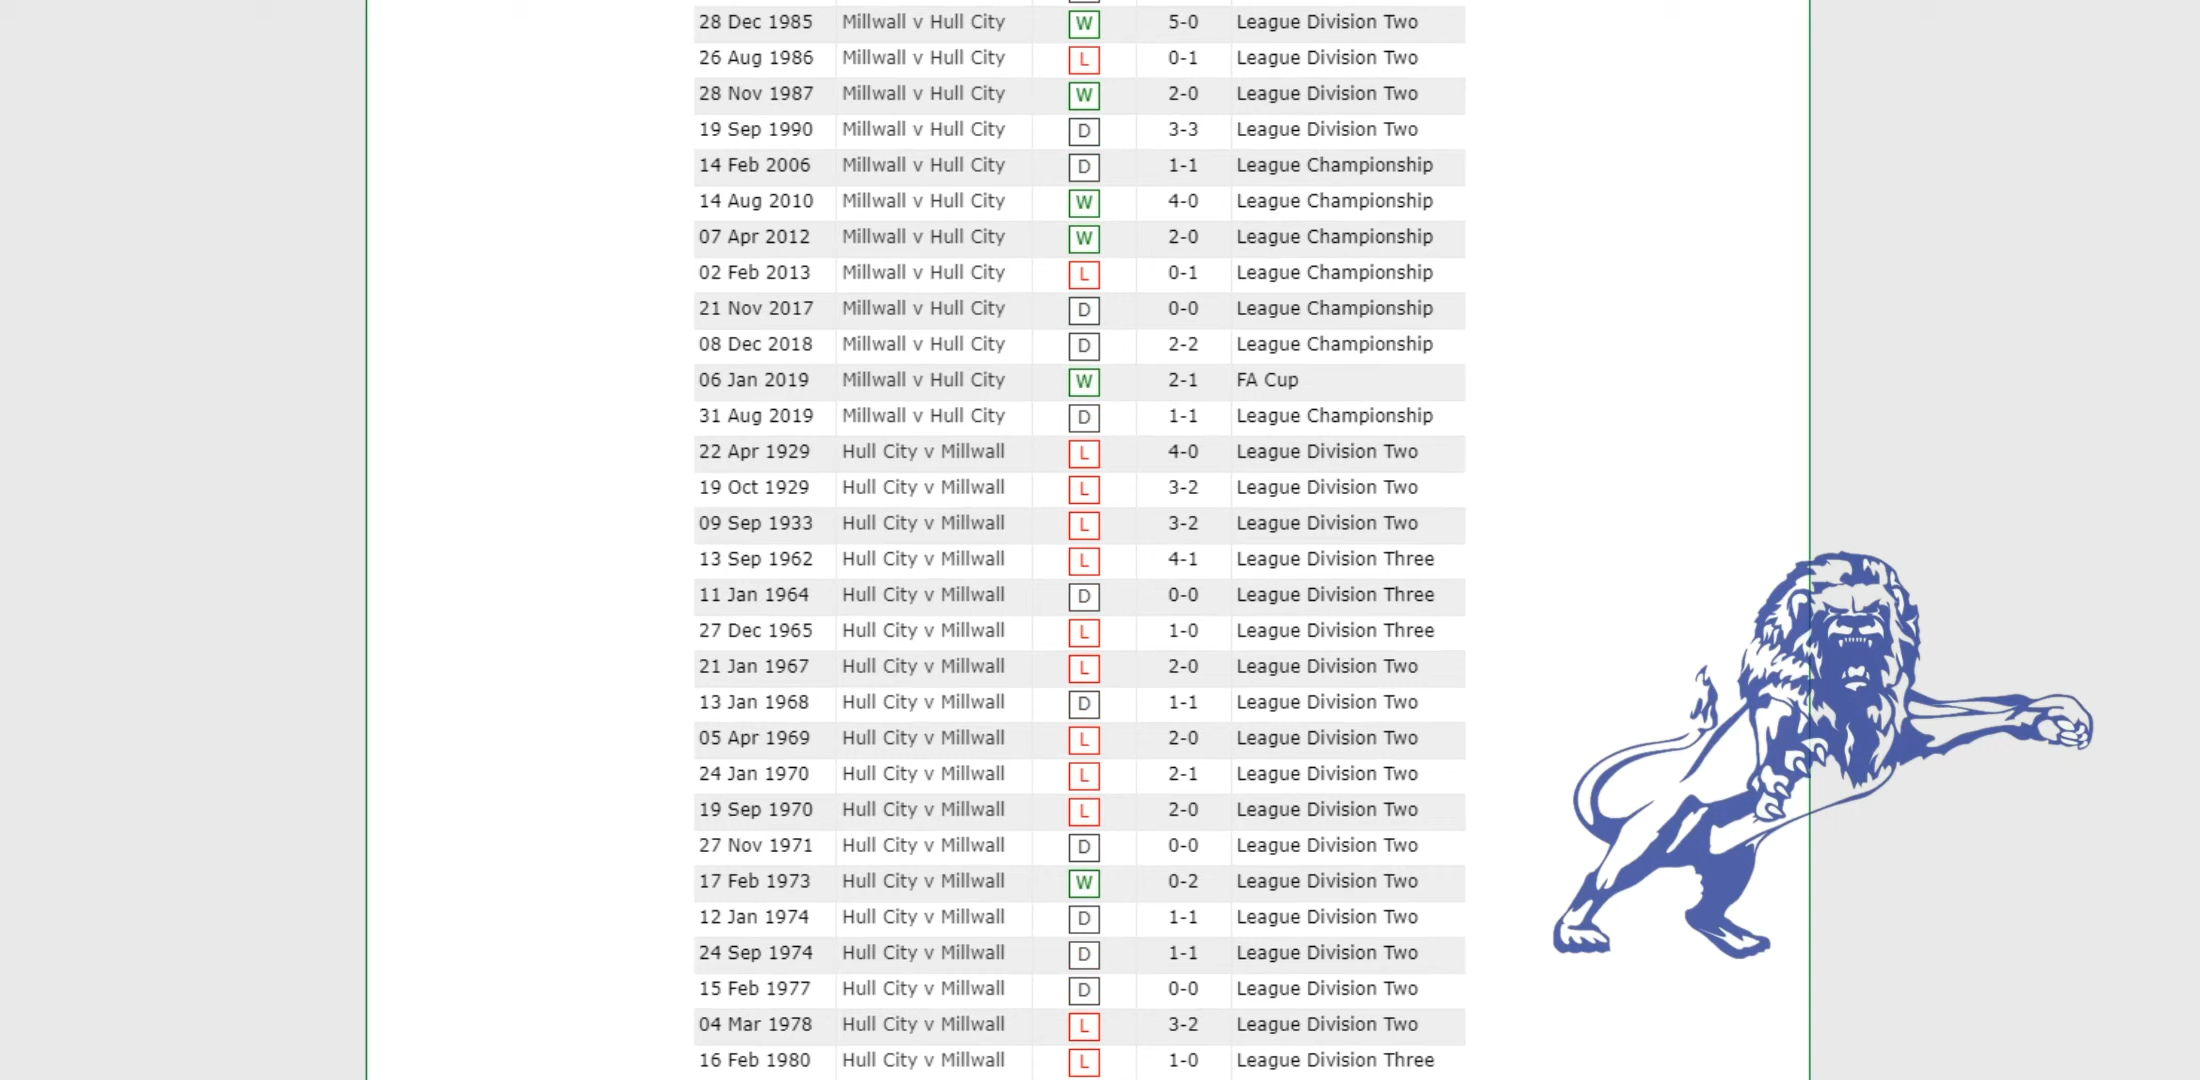 28 Dec 1985 Millwall v Hull City W 5-0 League Division Two
26 Aug 1986 Millwall v Hull City L 0-1 League Division Two
28 Nov 1987 Millwall v Hull City W 2-0 League Division Two
19 Sep 1990 Millwall v Hull City D 3-3 League Division Two
14 Feb 2006 Millwall v Hull City D 1-1 League Championship
14 Aug 2010 Millwall v Hull City W 4-0 League Championship
07 Apr 2012 Millwall v Hull City W 2-0 League Championship
02 Feb 2013 Millwall v Hull City L 0-1 League Championship
21 Nov 2017 Millwall v Hull City D 0-0 League Championship
08 Dec 2018 Millwall v Hull City D 2-2 League Championship
06 Jan 2019 Millwall v Hull City W 2-1 FA Cup
31 Aug 2019 Millwall v Hull City D 1-1 League Championship
22 Apr 1929 Hull City v Millwall L 4-0 League Division Two
19 Oct 1929 Hull City v Millwall L 3-2 League Division Two
09 Sep 1933 Hull City v Millwall L 3-2 League Division Two
13 Sep 1962 Hull City v Millwall L 4-1 League Division Three
11 Jan 1964 Hull City v Millwall D 0-0 League Division Three
27 Dec 1965 Hull City v Millwall L 1-0 League Division Three
21 Jan 1967 Hull City v Millwall L 2-0 League Division Two
13 Jan 1968 Hull City v Millwall D 1-1 League Division Two
05 Apr 1969 Hull City v Millwall L 2-0 League Division Two
24 Jan 1970 Hull City v Millwall L 2-1 League Division Two
19 Sep 1970 Hull City v Millwall L 2-0 League Division Two
27 Nov 1971 Hull City v Millwall D 0-0 League Division Two
17 Feb 1973 Hull City v Millwall W 0-2 League Division Two
12 Jan 1974 Hull City v Millwall D 1-1 League Division Two
24 Sep 1974 Hull City v Millwall D 1-1 League Division Two
15 Feb 1977 Hull City v Millwall D 0-0 League Division Two
04 Mar 1978 Hull City v Millwall L 3-2 League Division Two
16 Feb 1980 Hull City v Millwall L 1-0 League Division Three